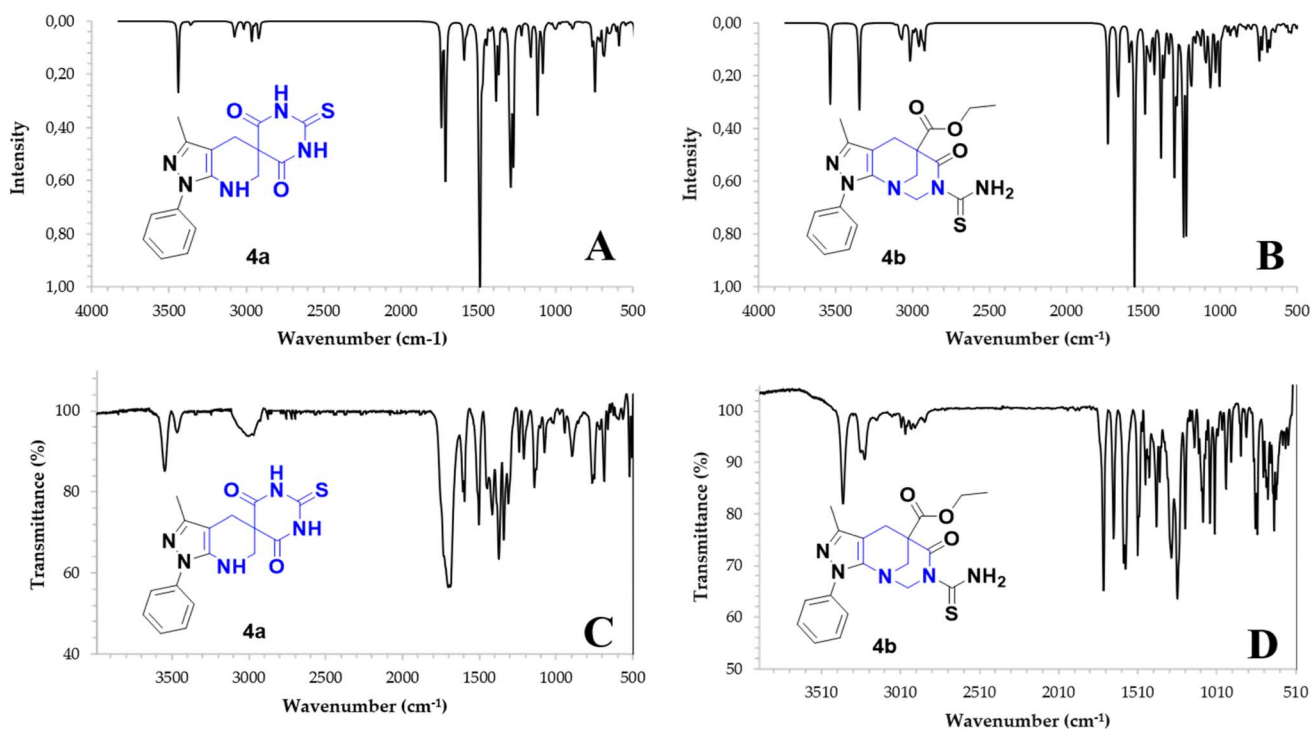 0,00
0,20
0,40
0,60
0,80
1,00
Intensity
4000 3500 3000 2500 2000 1500 1000 500
Wavenumber (cm-1)
H
O N S
NH
N
N NH O
4a
A
0,00
0,20
0,40
0,60
0,80
1,00
Intensity
4000 3500 3000 2500 2000 1500 1000 500
Wavenumber (cm⁻¹)
O
O
O
N
N N N NH₂
S
4b
B
100
80
60
40
Transmittance (%)
3500 3000 2500 2000 1500 1000 500
Wavenumber (cm⁻¹)
H
O N S
NH
N
N NH O
4a
C
100
90
80
70
60
50
Transmittance (%)
3510 3010 2510 2010 1510 1010 510
Wavenumber (cm⁻¹)
O
O
O
N
N N N NH₂
S
4b
D